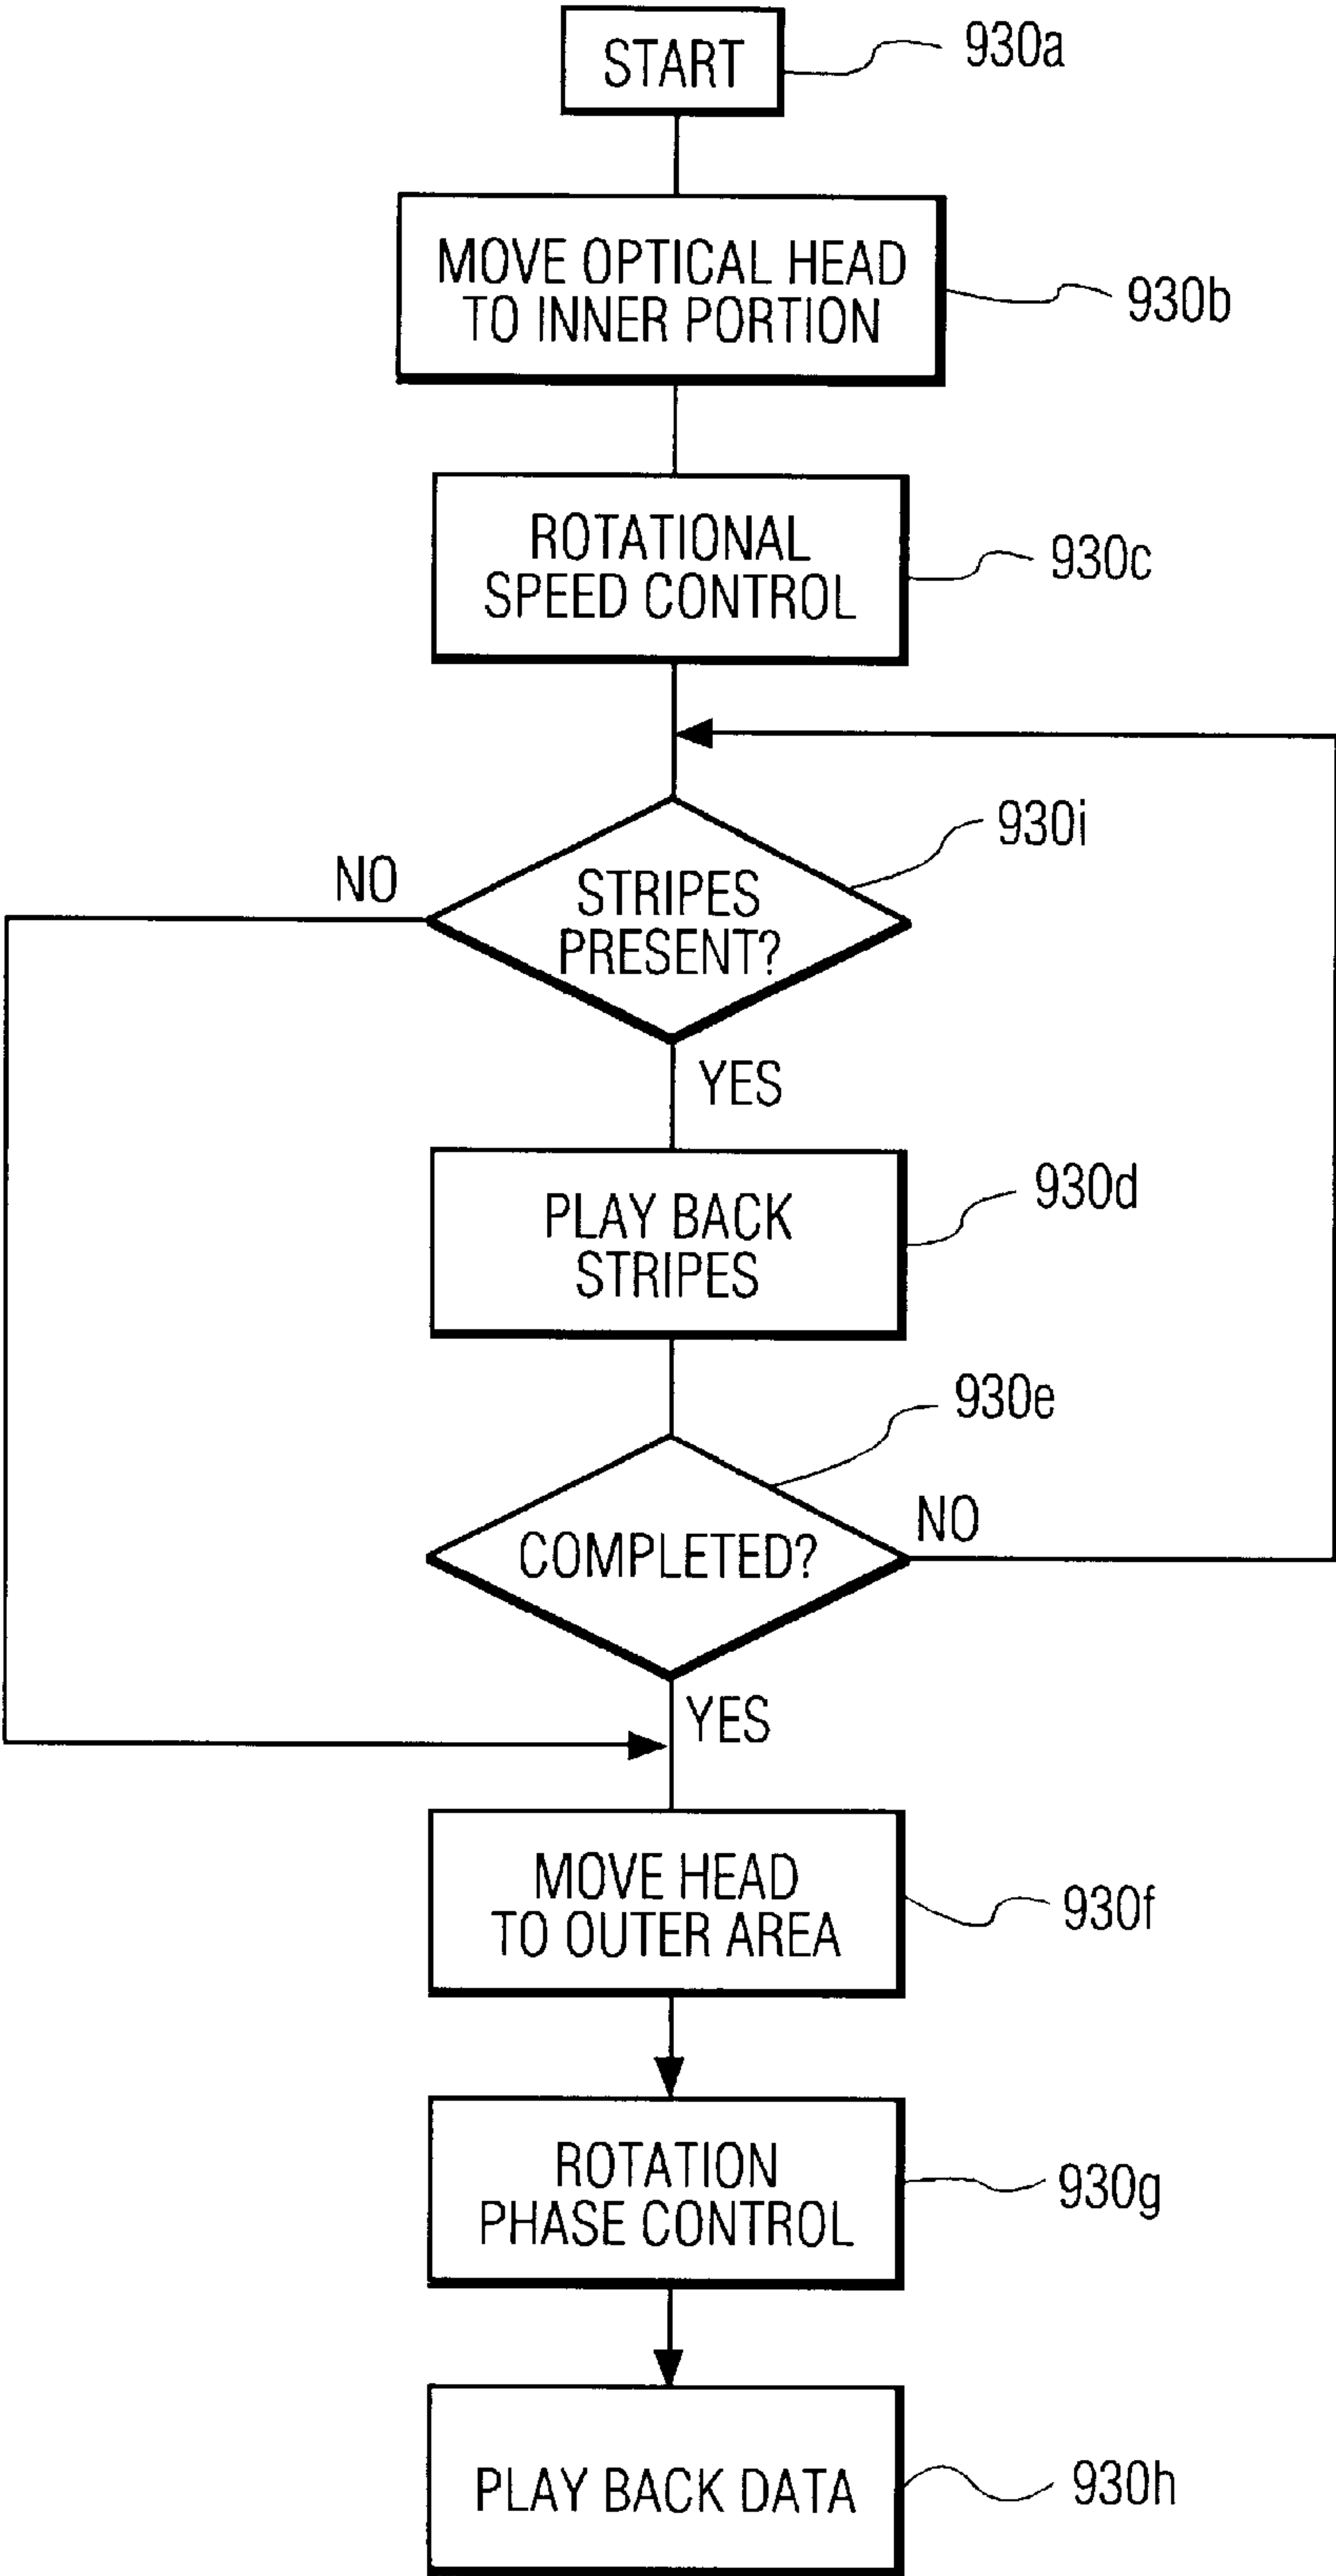 START
930a
MOVE OPTICAL HEAD
TO INNER PORTION
930b
ROTATIONAL
SPEED CONTROL
930c
930i
NO
STRIPES
PRESENT?
YES
930d
PLAY BACK
STRIPES
930e
NO
COMPLETED?
YES
MOVE HEAD
TO OUTER AREA
930f
ROTATION
PHASE CONTROL
930g
PLAY BACK DATA
930h